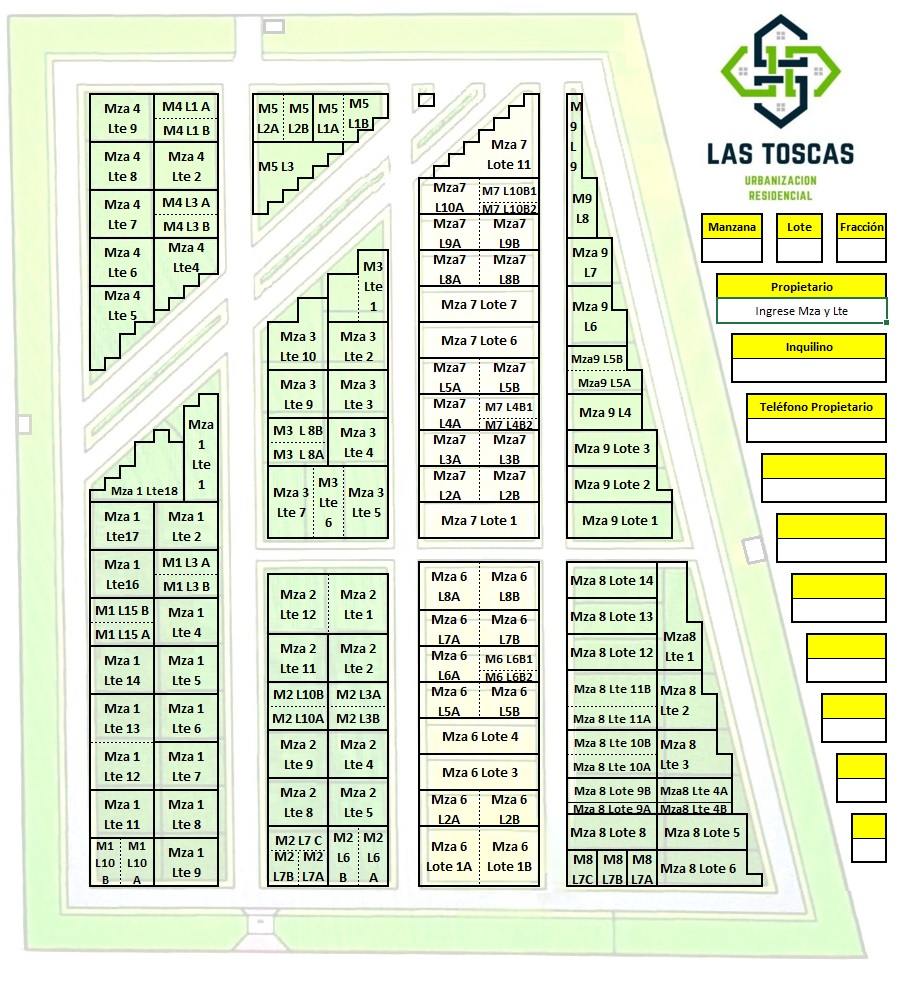 LAS TOSCAS
URBANIZACION
RESIDENCIAL
Manzana
Lote
Fracción
Propietario
Ingrese Mza y Lte
Inquilino
Teléfono Propietario
Mza 4
Lte 9
M4 L1 A
M4 L1 B
Mza 4
Lte 8
Mza 4
Lte 2
Mza 4
Lte 7
M4 L3 A
M4 L3 B
Mza 4
Lte 6
Mza 4
Lte4
Mza 4
Lte 5
Mza
1
Lte
1
Mza 1 Lte18
Mza 1
Lte17
Mza 1
Lte 2
Mza 1
Lte16
M1 L3 A
M1 L3 B
M1 L15 B
M1 L15 A
Mza 1
Lte 4
Mza 1
Lte 14
Mza 1
Lte 5
Mza 1
Lte 13
Mza 1
Lte 6
Mza 1
Lte 12
Mza 1
Lte 7
Mza 1
Lte 11
Mza 1
Lte 8
M1
L10
B
M1
L10
A
Mza 1
Lte 9
M5
L2A
M5
L2B
M5
L1A
M5
L1B
M5 L3
M3
Lte
1
Mza 3
Lte 10
Mza 3
Lte 2
Mza 3
Lte 9
Mza 3
Lte 3
M3 L 8B
M3 L 8A
Mza 3
Lte 4
Mza 3
Lte 7
M3
Lte
6
Mza 3
Lte 5
Mza 2
Lte 12
Mza 2
Lte 1
Mza 2
Lte 11
Mza 2
Lte 2
M2 L10B
M2 L3A
M2 L10A
M2 L3B
Mza 2
Lte 9
Mza 2
Lte 4
Mza 2
Lte 8
Mza 2
Lte 5
M2 L7 C
M2
L7B
M2
L7A
M2
L6
B
M2
L6
A
Mza 7
Lote 11
Mza7
L10A
M7 L10B1
M7 L10B2
Mza7
L9A
Mza7
L9B
Mza7
L8A
Mza7
L8B
Mza 7 Lote 7
Mza 7 Lote 6
Mza7
L5A
Mza7
L5B
Mza7
L4A
M7 L4B1
M7 L4B2
Mza7
L3A
Mza7
L3B
Mza7
L2A
Mza7
L2B
Mza 7 Lote 1
Mza 6
L8A
Mza 6
L8B
Mza 6
L7A
Mza 6
L7B
Mza 6
L6A
M6 L6B1
M6 L6B2
Mza 6
L5A
Mza 6
L5B
Mza 6 Lote 4
Mza 6 Lote 3
Mza 6
L2A
Mza 6
L2B
Mza 6
Lote 1A
Mza 6
Lote 1B
M
9
L
9
M9
L8
Mza 9
L7
Mza 9
L6
Mza9 L5B
Mza9 L5A
Mza 9 L4
Mza 9 Lote 3
Mza 9 Lote 2
Mza 9 Lote 1
Mza 8 Lote 14
Mza 8 Lote 13
Mza 8 Lote 12
Mza8
Lte 1
Mza 8 Lte 11B
Mza 8 Lte 11A
Mza 8
Lte 2
Mza 8 Lte 10B
Mza 8 Lte 10A
Mza 8
Lte 3
Mza 8 Lote 9B
Mza8 Lte 4A
Mza 8 Lote 9A
Mza8 Lte 4B
Mza 8 Lote 8
Mza 8 Lote 5
M8
L7C
M8
L7B
M8
L7A
Mza 8 Lote 6